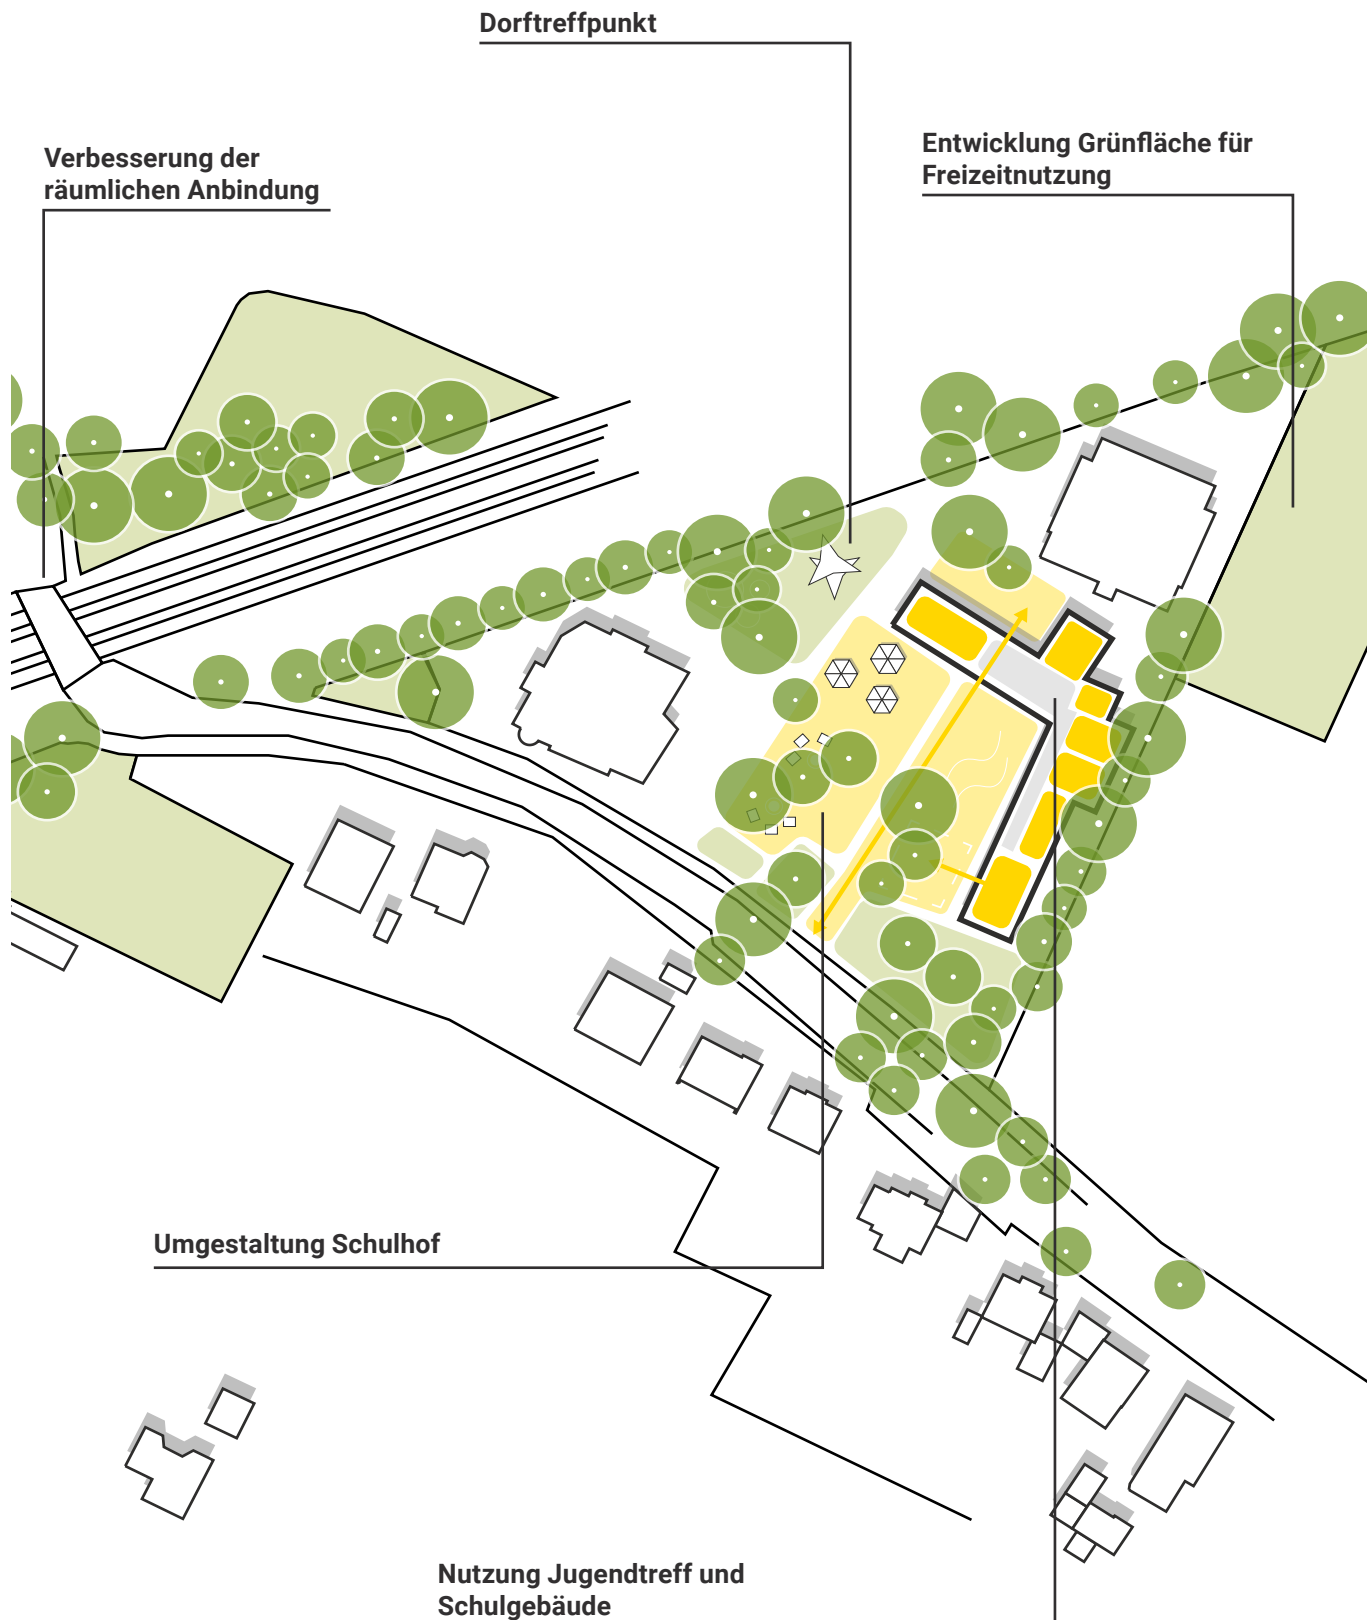 Dorftreffpunkt
Entwicklung Grünfläche für
Freizeitnutzung
Verbesserung der
räumlichen Anbindung
Umgestaltung Schulhof
Nutzung Jugendtreff und
Schulgebäude